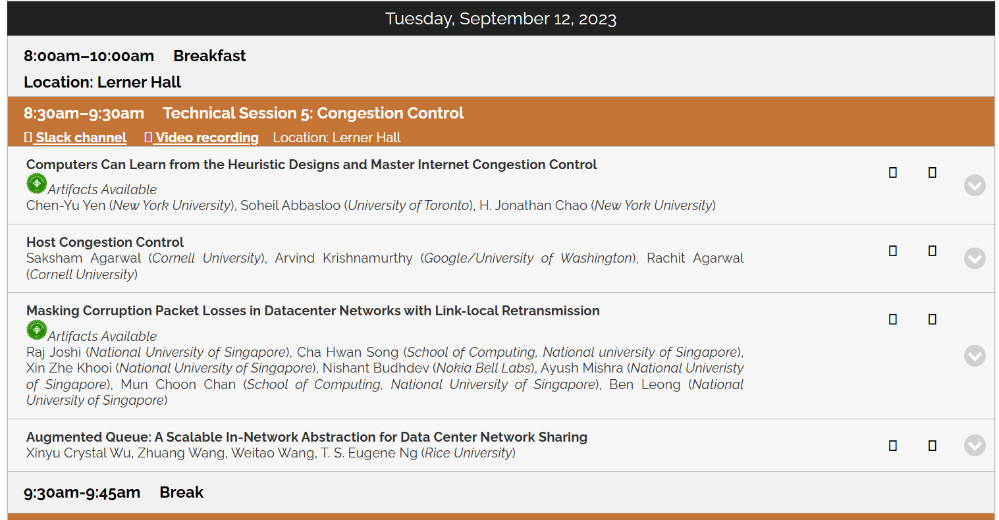 Tuesday, September 12, 2023
8:00am–10:00am Breakfast
Location: Lerner Hall
8:30am–9:30am Technical Session 5: Congestion Control
Slack channel Video recording Location: Lerner Hall
Computers Can Learn from the Heuristic Designs and Master Internet Congestion Control
Artifacts Available
Chen-Yu Yen (New York University), Soheil Abbasloo (University of Toronto), H. Jonathan Chao (New York University)
Host Congestion Control
Saksham Agarwal (Cornell University), Arvind Krishnamurthy (Google/University of Washington), Rachit Agarwal
(Cornell University)
Masking Corruption Packet Losses in Datacenter Networks with Link-local Retransmission
Artifacts Available
Raj Joshi (National University of Singapore), Cha Hwan Song (School of Computing, National university of Singapore),
Xin Zhe Khooi (National University of Singapore), Nishant Budhdev (Nokia Bell Labs), Ayush Mishra (National Univeristy
of Singapore), Mun Choon Chan (School of Computing, National University of Singapore), Ben Leong (National
University of Singapore)
Augmented Queue: A Scalable In-Network Abstraction for Data Center Network Sharing
Xinyu Crystal Wu, Zhuang Wang, Weitao Wang, T. S. Eugene Ng (Rice University)
9:30am-9:45am Break